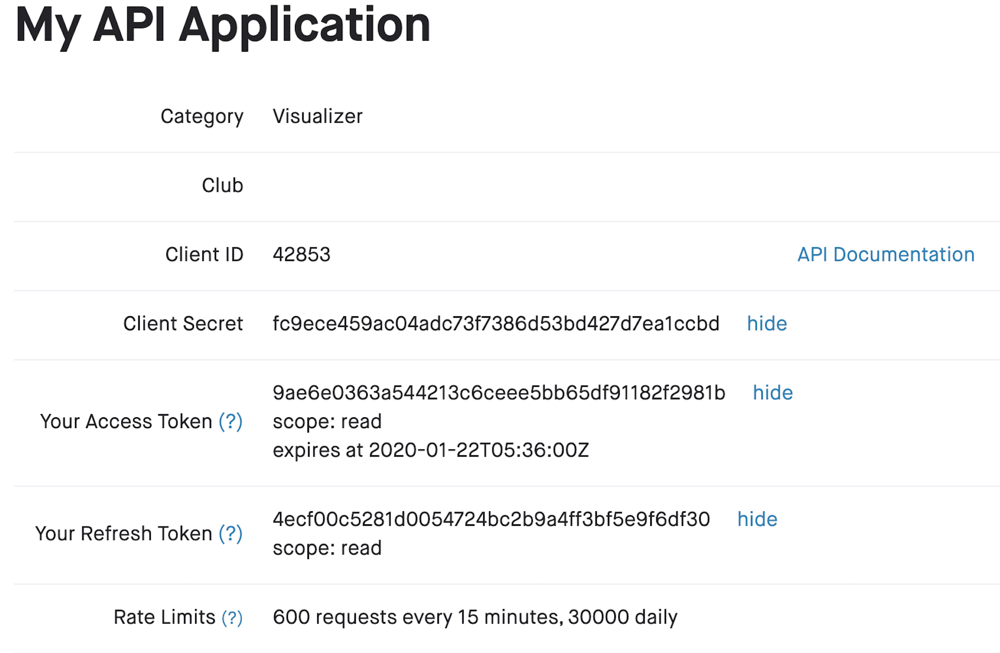 My API Application
Category Visualizer
Club
Client ID 42853 API Documentation
Client Secret fc9ece459ac04adc73f7386d53bd427d7ea1ccbd hide
9ae6e0363a544213c6ceee5bb65df91182f2981b hide
Your Access Token (?) scope: read
expires at 2020-01-22T05:36:00Z
4ecf00c5281d0054724bc2b9a4ff3bf5e9f6df30 hide
Your Refresh Token (?)
scope: read
Rate Limits (?) 600 requests every 15 minutes, 30000 daily